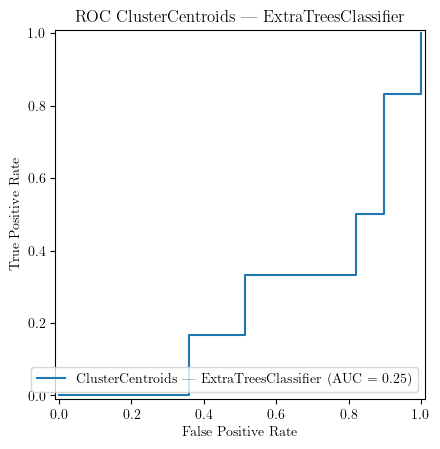 ROC ClusterCentroids — ExtraTreesClassifier
1.0
0.8
0.6
0.4
0.2
0.0
True Positive Rate
ClusterCentroids — ExtraTreesClassifier (AUC = 0.25)
0.0 0.2 0.4 0.6 0.8 1.0
False Positive Rate